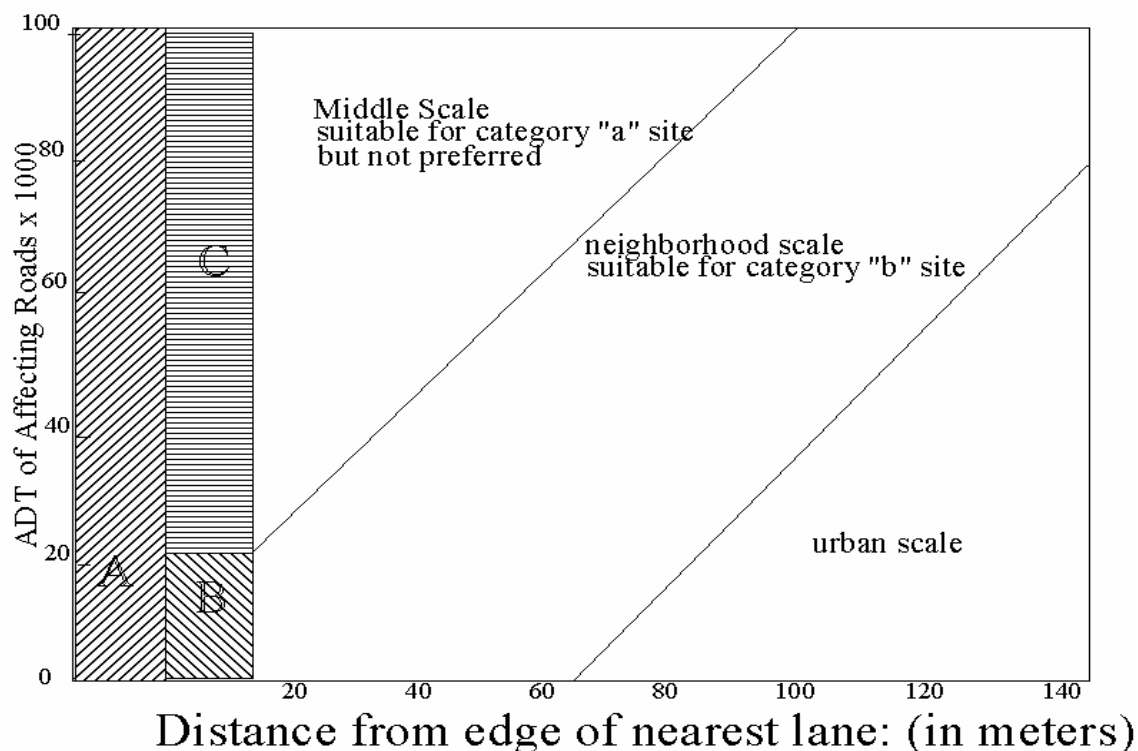 100
80
60
40
20
0
ADT of Affecting Roads x 1000
A
C
B
Middle Scale
suitable for category "a" site
but not preferred
neighborhood scale
suitable for category "b" site
urban scale
20 40 60 80 100 120 140
Distance from edge of nearest lane: (in meters)